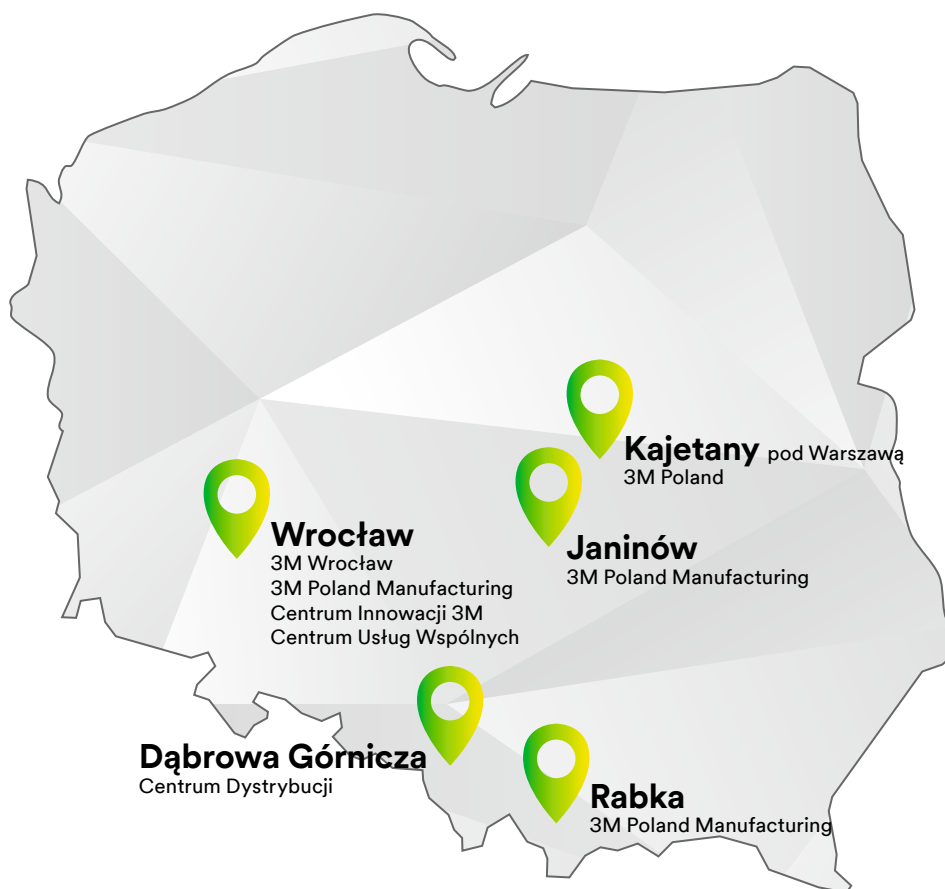 Kajetany pod Warszawą
3M Poland
Wrocław
3M Wrocław
3M Poland Manufacturing
Centrum Innowacji 3M
Centrum Usług Wspólnych
Janinów
3M Poland Manufacturing
Dąbrowa Górnicza
Centrum Dystrybucji
Rabka
3M Poland Manufacturing